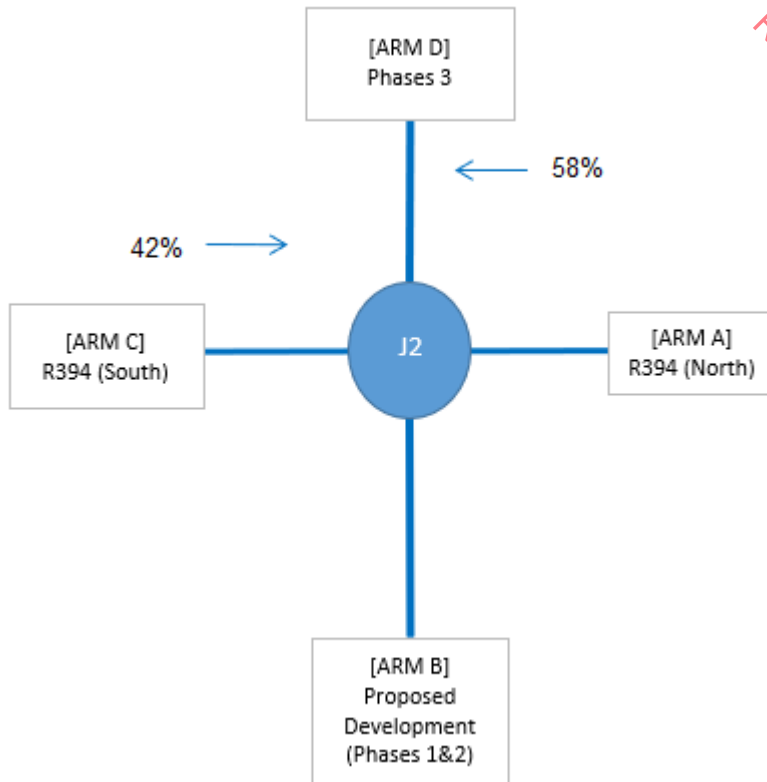 [ARM D]
Phases 3
58%
42%
[ARM C]
R394 (South)
J2
[ARM A]
R394 (North)
[ARM B]
Proposed
Development
(Phases 1&2)